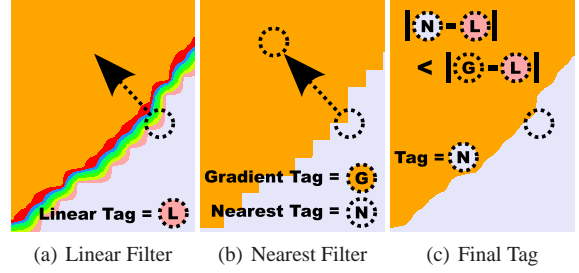 Linear Tag = L
Gradient Tag = G
Nearest Tag = N
|N-L|
< |G-L|
Tag = N
(a) Linear Filter
(b) Nearest Filter
(c) Final Tag